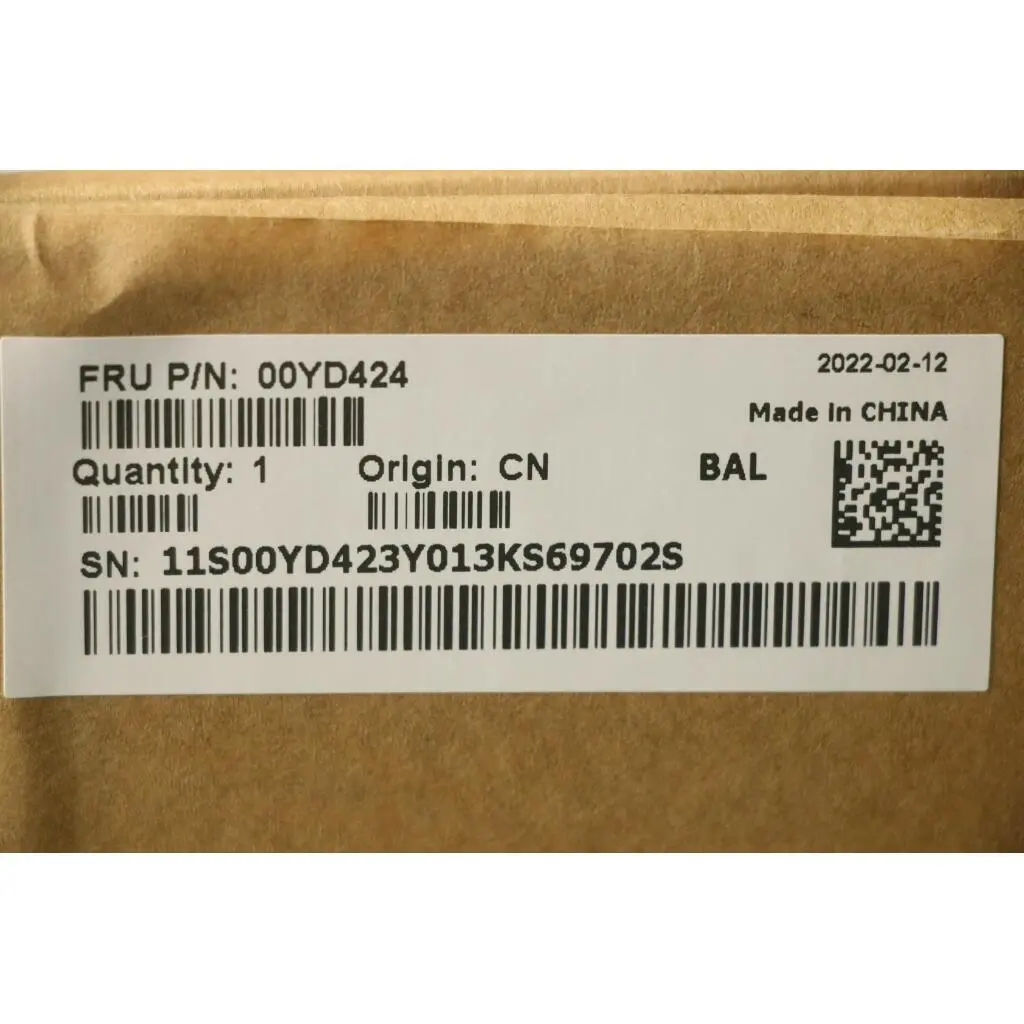 FRU P/N: 00YD424
2022-02-12
Made in CHINA
Quantity: 1 Origin: CN BAL
SN: 11S00YD423Y013KS69702S